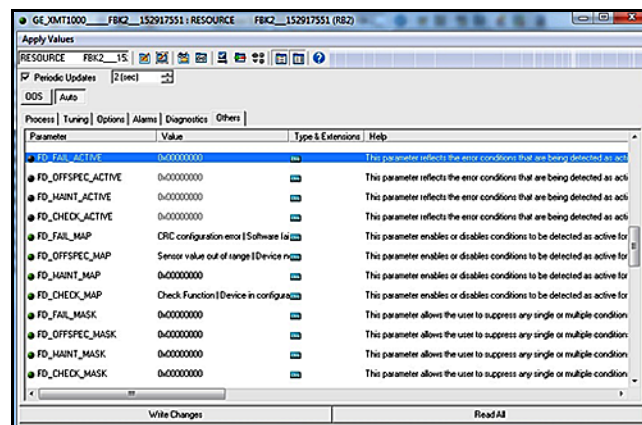 GE_XMT1000____FBK2__152917551 : RESOURCE FBK2__152917551 (RB2)
Apply Values
RESOURCE FBK2__15:
Periodic Updates 2 (sec)
OOS Auto
Process Tuning Options Alarms Diagnostics Others
Parameter Value Type & Extensions Help
FD_FAIL_ACTIVE 0x00000000 This parameter reflects the error conditions that are being detected as acti
FD_OFFSPEC_ACTIVE 0x00000000 This parameter reflects the error conditions that are being detected as acti
FD_MAINT_ACTIVE 0x00000000 This parameter reflects the error conditions that are being detected as acti
FD_CHECK_ACTIVE 0x00000000 This parameter reflects the error conditions that are being detected as acti
FD_FAIL_MAP CRC configuration error | Software fai This parameter enables or disables conditions to be detected as active for
FD_OFFSPEC_MAP Sensor value out of range | Device n This parameter enables or disables conditions to be detected as active for
FD_MAINT_MAP 0x00000000 This parameter enables or disables conditions to be detected as active for
FD_CHECK_MAP Check Function | Device in configura This parameter enables or disables conditions to be detected as active for
FD_FAIL_MASK 0x00000000 This parameter allows the user to suppress any single or multiple condition
FD_OFFSPEC_MASK 0x00000000 This parameter allows the user to suppress any single or multiple condition
FD_MAINT_MASK 0x00000000 This parameter allows the user to suppress any single or multiple condition
FD_CHECK_MASK 0x00000000 This parameter allows the user to suppress any single or multiple condition
Write Changes Read All